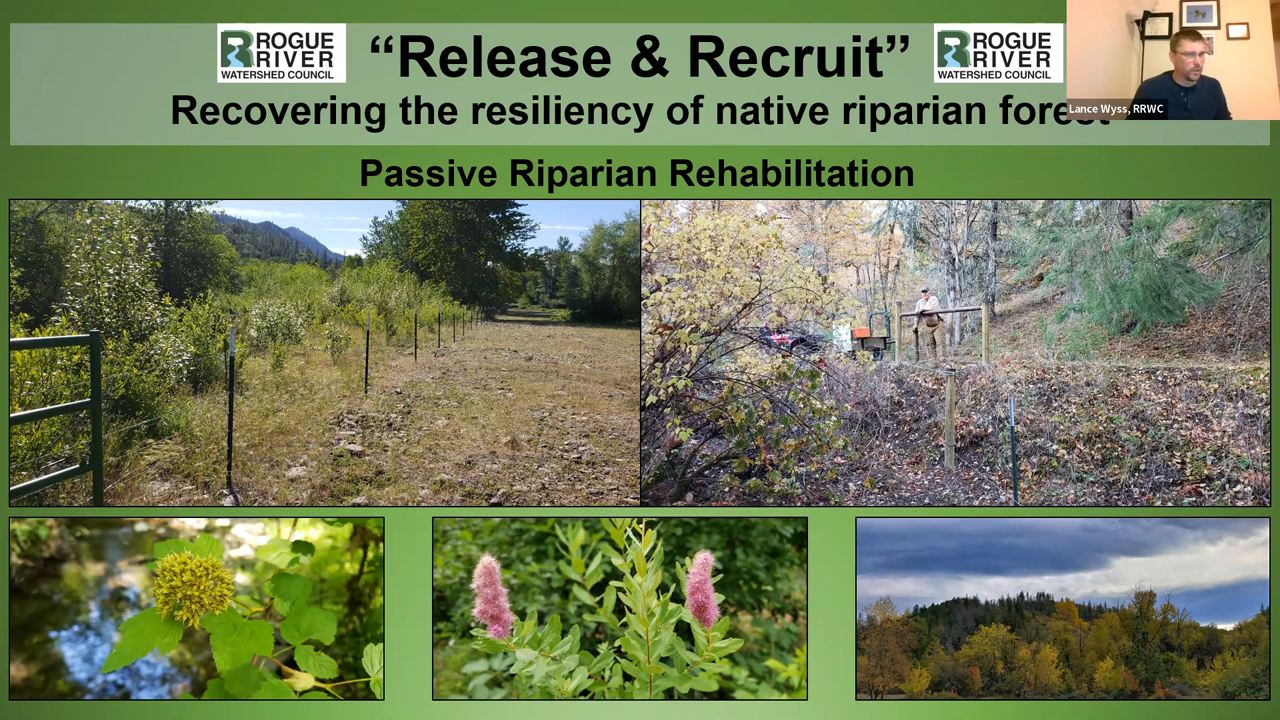 ROGUE
RIVER
WATERSHED COUNCIL
“Release & Recruit”
ROGUE
RIVER
WATERSHED COUNCIL
Recovering the resiliency of native riparian forest
Lance Wyss, RRWC
Passive Riparian Rehabilitation